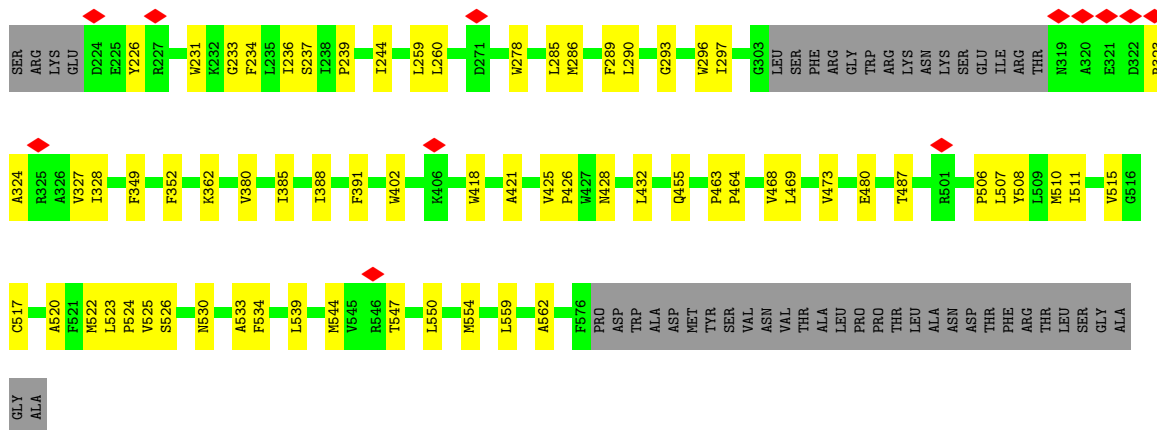 SER ARG LYS GLU D224 E225 Y226 R227 W231 K232 G233 F234 L235 I236 S237 I238 P239 I244 L259 L260 D271 W278 L285 M286 F289 L290 G293 W296 I297 G303 LEU SER PHE ARG GLY TRP ARG LYS ASN LYS SER GLU ILE ARG THR N319 A320 E321 D322
A324 R325 A326 V327 I328 F349 F352 K362 V380 I385 I388 F391 W402 K406 W418 A421 V425 P426 W427 N428 L432 Q455 P463 P464 V468 L469 V473 E480 T487 R501 P506 L507 Y508 L509 M510 I511 V515 G516
C517 A520 F521 M522 L523 P524 V525 S526 N530 A533 F534 L539 M544 V545 R546 T547 L550 M554 L559 A562 F576 PRO ASP TRP ALA ASP MET TYR SER VAL ASN VAL THR ALA LEU PRO PRO THR LEU ALA ASN ASP THR PHE ARG THR LEU SER GLY ALA
GLY ALA